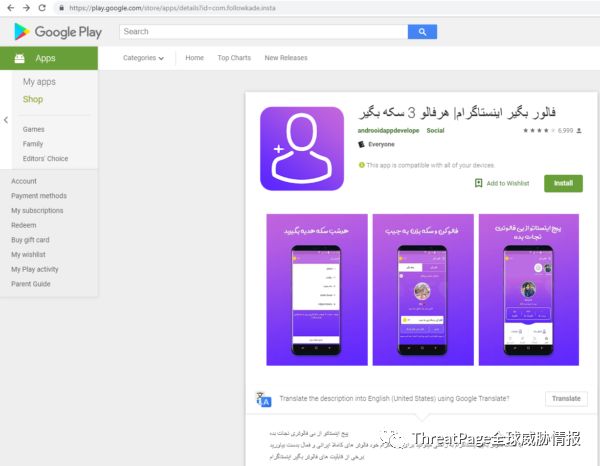 https://play.google.com/store/apps/details?id=com.followkade.insta
Google Play
Search
Apps
Categories
Home
Top Charts
New Releases
My apps
Shop
Games
Family
Editors' Choice
Account
Payment methods
My subscriptions
Redeem
Buy gift card
My wishlist
My Play activity
Parent Guide
فالور بگیر اینستاگرام| هرفالو 3 سکه بگیر
androoidappdevelope
Social
6,999
Everyone
This app is compatible with all of your devices.
Add to Wishlist
Install
هرشب سکه هدیه بگیرید
فالوکن و سکه بزن به جیب
پیج اینستاتو از بی فالوئری
نجات بده
Translate the description into English (United States) using Google Translate?
Translate
پیج اینستاتو از بی فالوئری نجات بده
خود فالوئر های کاملا ایرانی و فعال بدست بیاورید
برخی از قابلیت های فالوئر بگیر اینستاگرام
ThreatPage全球威胁情报